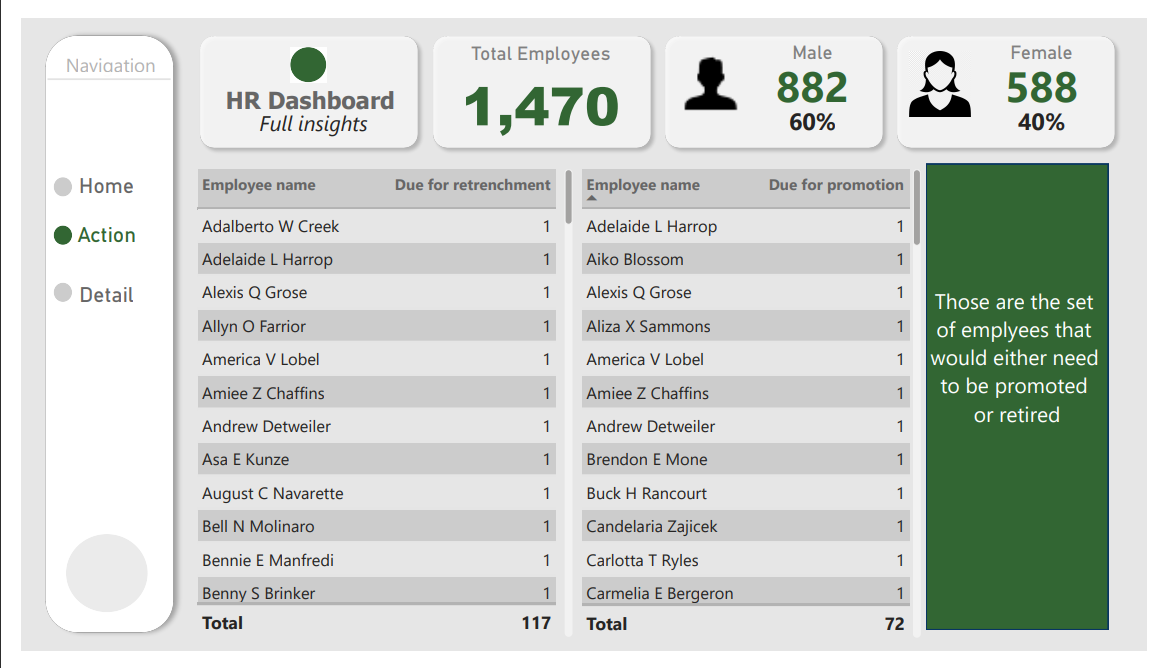 Navigation
Home
Action
Detail
HR Dashboard
Full insights
Total Employees
1,470
Male
882
60%
Female
588
40%
Employee name Due for retrenchment
Adalberto W Creek 1
Adelaide L Harrop 1
Alexis Q Grose 1
Allyn O Farrior 1
America V Lobel 1
Amiee Z Chaffins 1
Andrew Detweiler 1
Asa E Kunze 1
August C Navarette 1
Bell N Molinaro 1
Bennie E Manfredi 1
Benny S Brinker 1
Total 117
Employee name Due for promotion
Adelaide L Harrop 1
Aiko Blossom 1
Alexis Q Grose 1
Aliza X Sammons 1
America V Lobel 1
Amiee Z Chaffins 1
Andrew Detweiler 1
Brendon E Mone 1
Buck H Rancourt 1
Candelaria Zajicek 1
Carlotta T Ryles 1
Carmelia E Bergeron 1
Total 72
Those are the set
of emplyees that
would either need
to be promoted
or retired